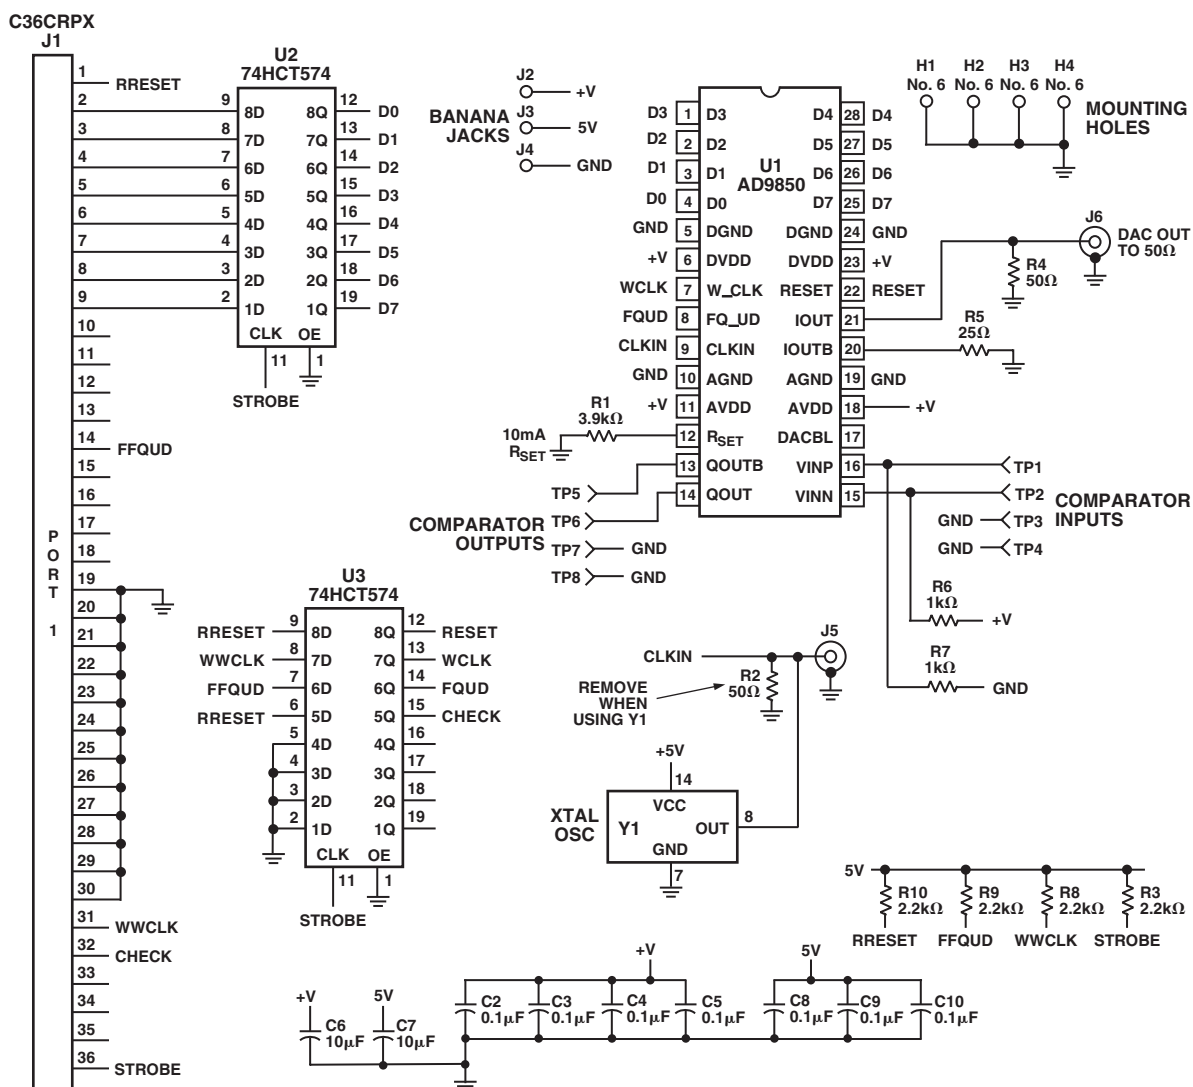 C36CRPX
J1
PORT 1
1 RRESET
2
3
4
5
6
7
8
9
10
11
12
13
14 FFQUD
15
16
17
18
19
20
21
22
23
24
25
26
27
28
29
30
31 WWCLK
32 CHECK
33
34
35
36 STROBE
U2
74HCT574
9 8D 8Q 12 D0
8 7D 7Q 13 D1
7 6D 6Q 14 D2
6 5D 5Q 15 D3
5 4D 4Q 16 D4
4 3D 3Q 17 D5
3 2D 2Q 18 D6
2 1D 1Q 19 D7
CLK OE
11 1
STROBE
BANANA
JACKS
J2 +V
J3 5V
J4 GND
U1
AD9850
D3 1 D3 D4 28 D4
D2 2 D2 D5 27 D5
D1 3 D1 D6 26 D6
D0 4 D0 D7 25 D7
GND 5 DGND DGND 24 GND
+V 6 DVDD DVDD 23 +V
WCLK 7 W_CLK RESET 22 RESET
FQUD 8 FQ_UD IOUT 21
CLKIN 9 CLKIN IOUTB 20
GND 10 AGND AGND 19 GND
+V 11 AVDD AVDD 18 +V
12 RSET DACBL 17
13 QOUTB VINP 16
14 QOUT VINN 15
R1
3.9kΩ
10mA
RSET
TP5
TP6
TP7 GND
TP8 GND
COMPARATOR
OUTPUTS
H1 H2 H3 H4
No. 6 No. 6 No. 6 No. 6
MOUNTING
HOLES
J6
DAC OUT
TO 50Ω
R4
50Ω
R5
25Ω
TP1
TP2
GND TP3
GND TP4
COMPARATOR
INPUTS
R6
1kΩ
+V
R7
1kΩ
GND
U3
74HCT574
RRESET 9 8D 8Q 12 RESET
WWCLK 8 7D 7Q 13 WCLK
FFQUD 7 6D 6Q 14 FQUD
RRESET 6 5D 5Q 15 CHECK
5 4D 4Q 16
4 3D 3Q 17
3 2D 2Q 18
2 1D 1Q 19
CLK OE
11 1
STROBE
CLKIN
J5
REMOVE
WHEN
USING Y1
R2
50Ω
+5V
14
VCC
XTAL
OSC
Y1 OUT 8
GND
7
5V
R10
2.2kΩ
R9
2.2kΩ
R8
2.2kΩ
R3
2.2kΩ
RRESET FFQUD WWCLK STROBE
+V 5V
C6
10µF
C7
10µF
+V
C2
0.1µF
C3
0.1µF
C4
0.1µF
C5
0.1µF
5V
C8
0.1µF
C9
0.1µF
C10
0.1µF